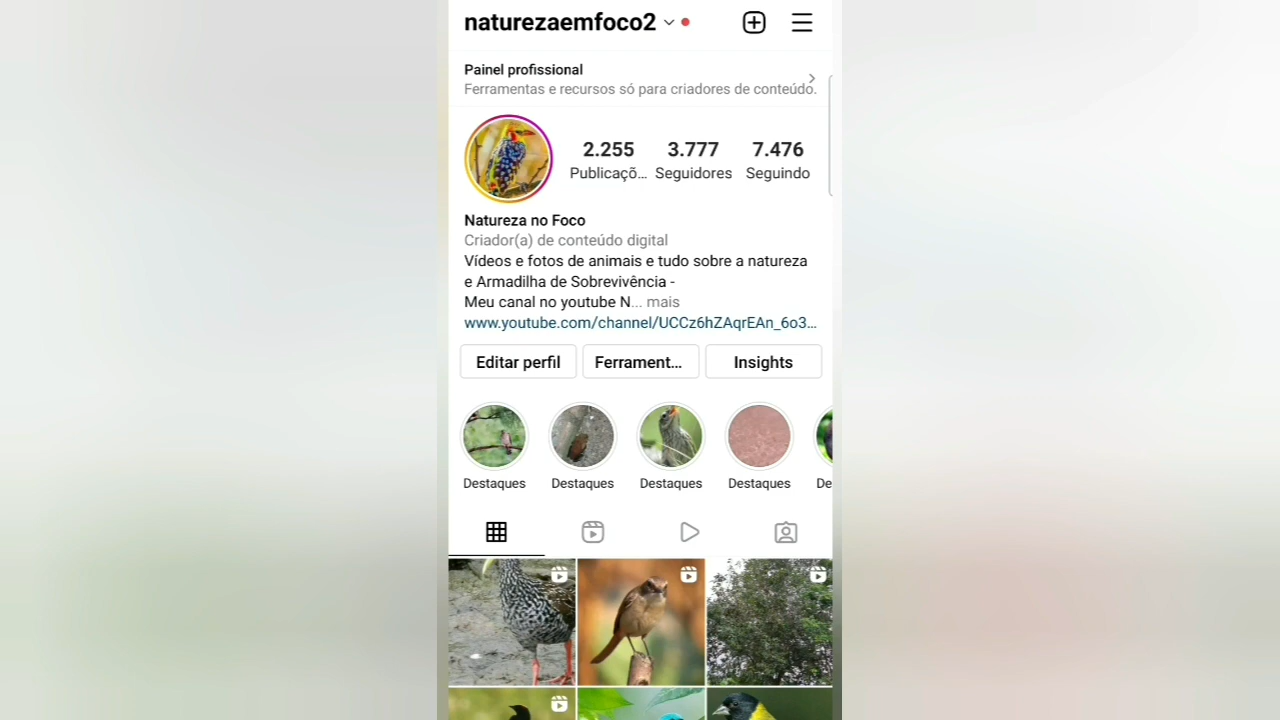 naturezaemfoco2
Painel profissional
Ferramentas e recursos só para criadores de conteúdo.
2.255 3.777 7.476
Publicaçõ... Seguidores Seguindo
Natureza no Foco
Criador(a) de conteúdo digital
Vídeos e fotos de animais e tudo sobre a natureza
e Armadilha de Sobrevivência -
Meu canal no youtube N... mais
www.youtube.com/channel/UCCz6hZAqrEAn_6o3...
Editar perfil Ferrament... Insights
Destaques Destaques Destaques Destaques De